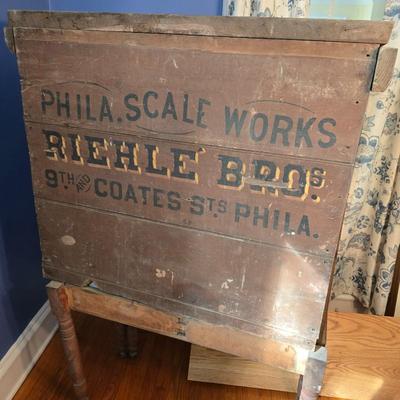 PHILA. SCALE WORKS
RIEHLE BROS.
9TH AND COATES STS PHILA.